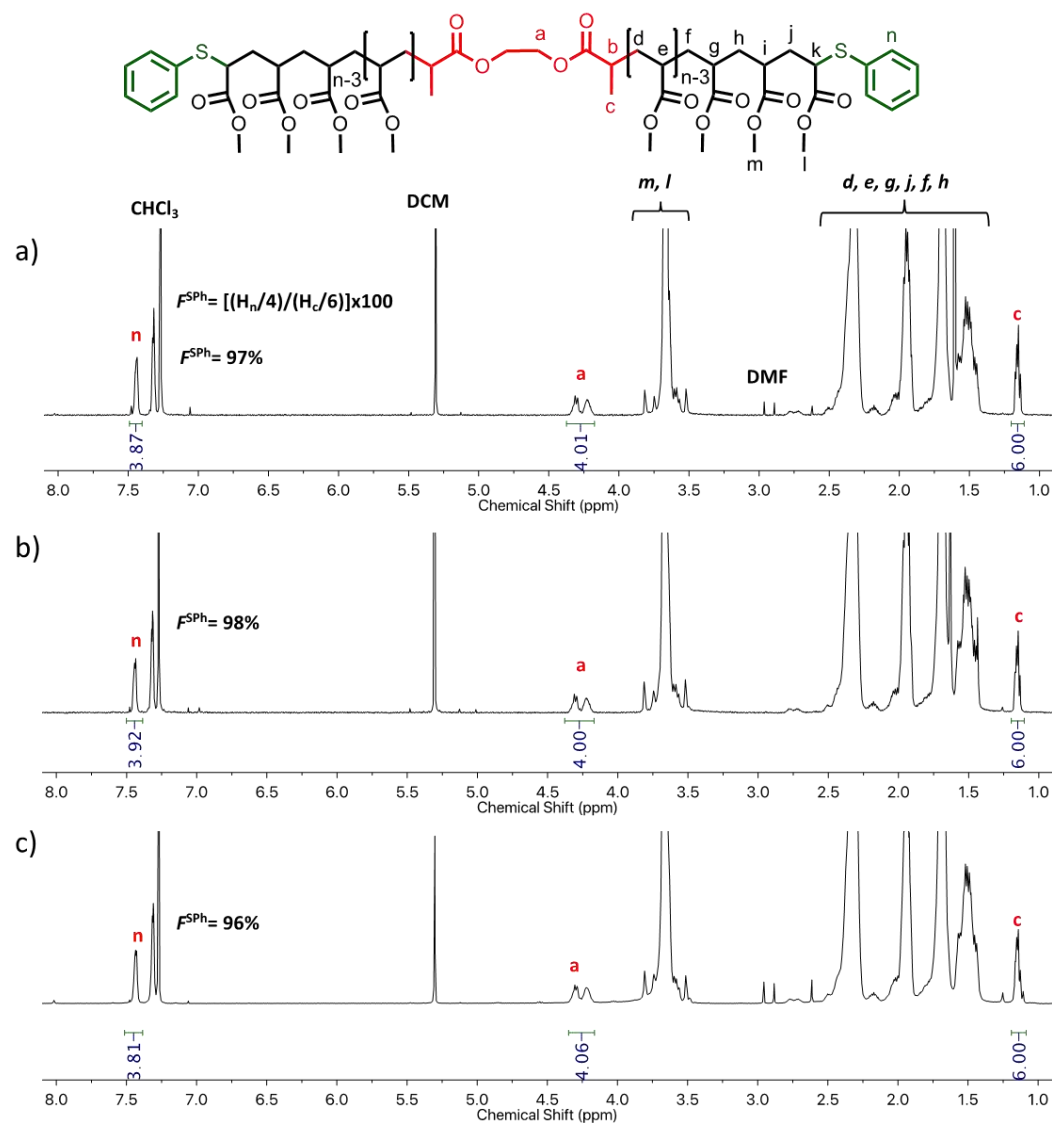 O a O
S d f h j S n
b e g i k
O O
n-3 n-3
c
O O O O O O O O
O O O O O O O O
m l
CHCl₃ DCM m, l d, e, g, j, f, h
a)
F^SPh= [(Hₙ/4)/(H꜀/6)]x100
n F^SPh= 97% a DMF c
3.87 4.01 6.00
8.0 7.5 7.0 6.5 6.0 5.5 5.0 4.5 4.0 3.5 3.0 2.5 2.0 1.5 1.0
Chemical Shift (ppm)
b)
F^SPh= 98%
n a c
3.92 4.00 6.00
8.0 7.5 7.0 6.5 6.0 5.5 5.0 4.5 4.0 3.5 3.0 2.5 2.0 1.5 1.0
Chemical Shift (ppm)
c)
F^SPh= 96%
n a c
3.81 4.06 6.00
8.0 7.5 7.0 6.5 6.0 5.5 5.0 4.5 4.0 3.5 3.0 2.5 2.0 1.5 1.0
Chemical Shift (ppm)